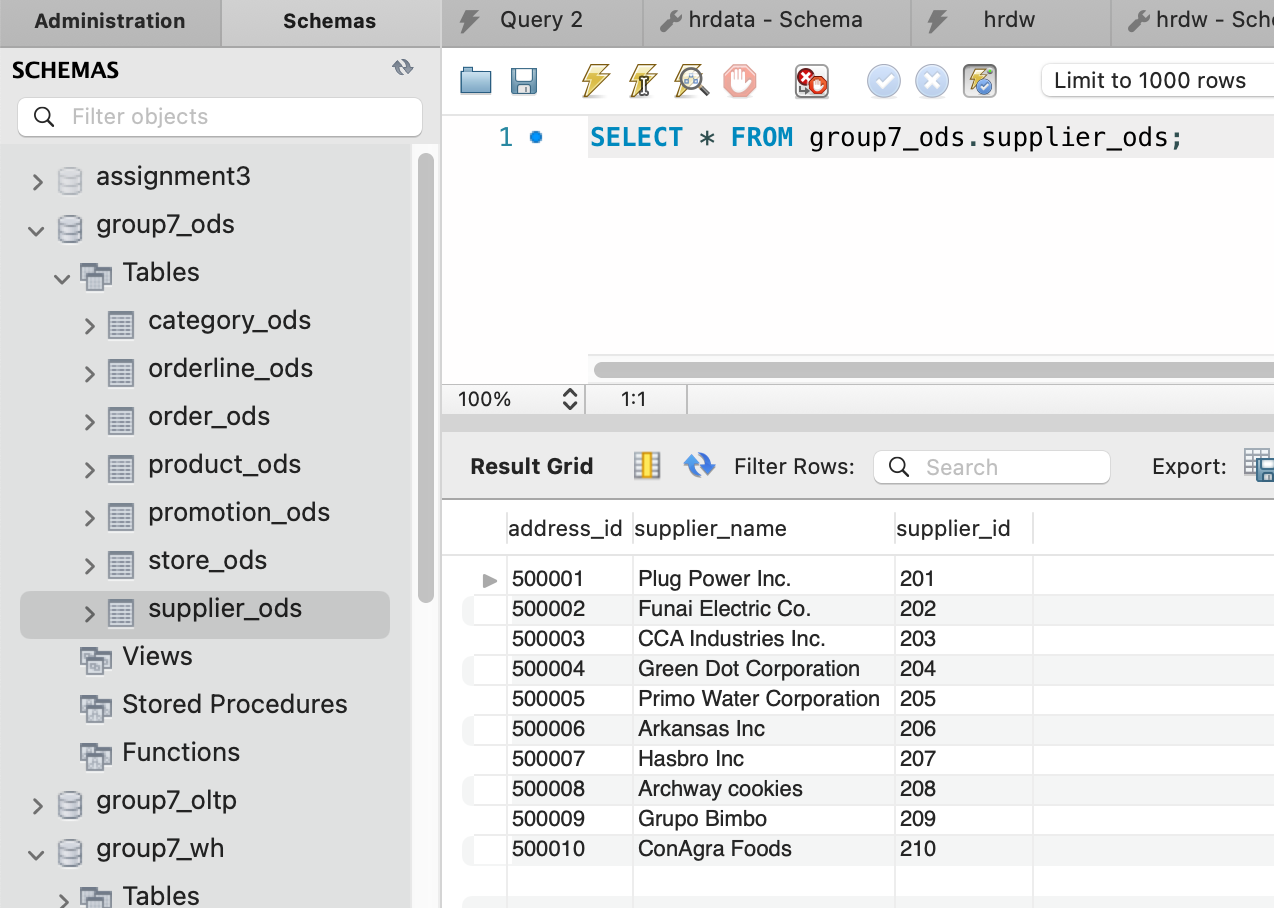 Administration Schemas
SCHEMAS
Filter objects
assignment3
group7_ods
Tables
category_ods
orderline_ods
order_ods
product_ods
promotion_ods
store_ods
supplier_ods
Views
Stored Procedures
Functions
group7_oltp
group7_wh
Tables
Query 2 hrdata - Schema hrdw hrdw - Sche
Limit to 1000 rows
1 SELECT * FROM group7_ods.supplier_ods;
100% 1:1
Result Grid Filter Rows: Search Export:
address_id supplier_name supplier_id
500001 Plug Power Inc. 201
500002 Funai Electric Co. 202
500003 CCA Industries Inc. 203
500004 Green Dot Corporation 204
500005 Primo Water Corporation 205
500006 Arkansas Inc 206
500007 Hasbro Inc 207
500008 Archway cookies 208
500009 Grupo Bimbo 209
500010 ConAgra Foods 210